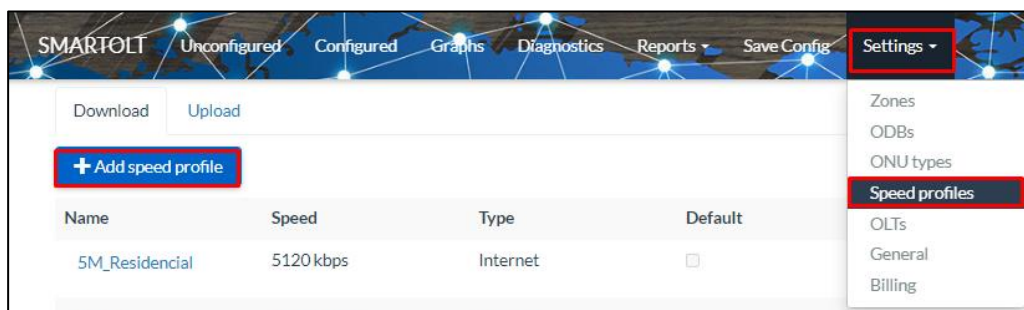 SMARTOLT Unconfigured Configured Graphs Diagnostics Reports Save Config Settings
Download Upload
Zones
ODBs
ONU types
Speed profiles
OLTs
General
Billing
+ Add speed profile
Name Speed Type Default
5M_Residencial 5120 kbps Internet